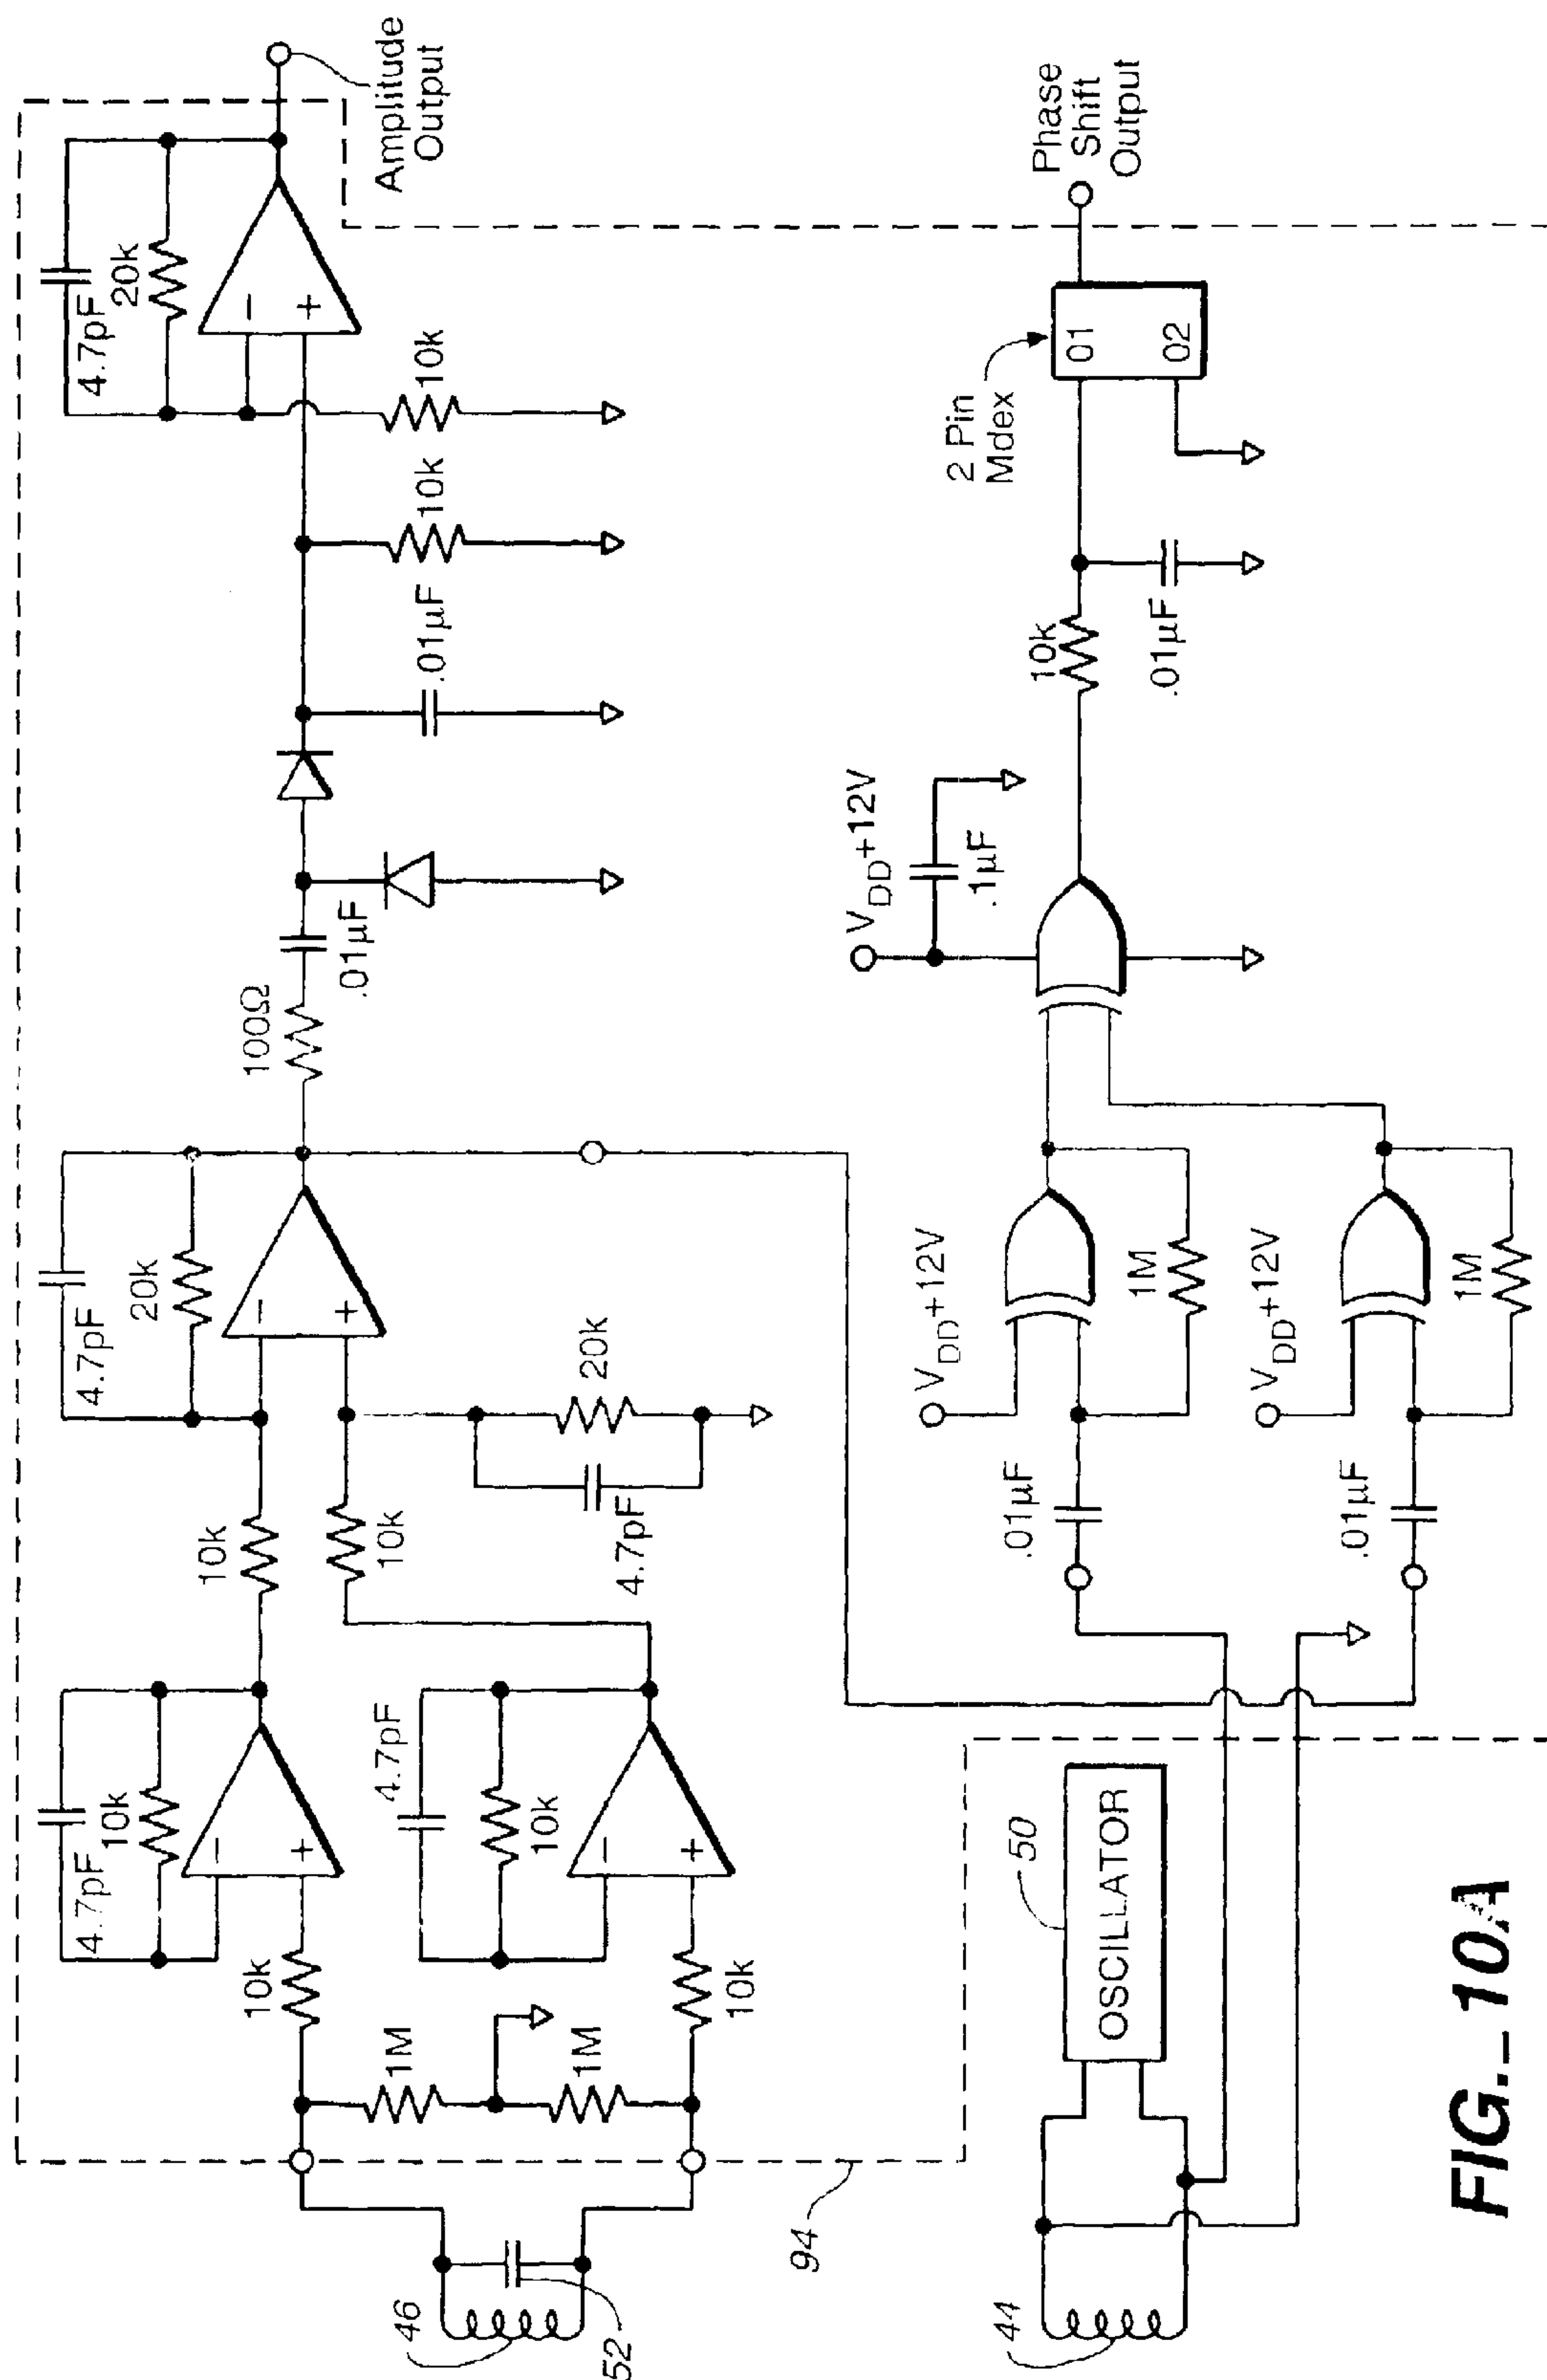 4.7pF
10k
10k
1M
1M
4.7pF
10k
10k
46
52
94
10k
10k
4.7pF
20k
20k
4.7pF
100Ω
.01µF
.01µF
10k
10k
4.7pF
20k
Amplitude
Output
44
50
OSCILLATOR
.01µF
VDD+12V
1M
.01µF
VDD+12V
1M
VDD+12V
.1µF
10k
.01µF
2 Pin
Mdex
01
02
Phase
Shift
Output
FIG._10A